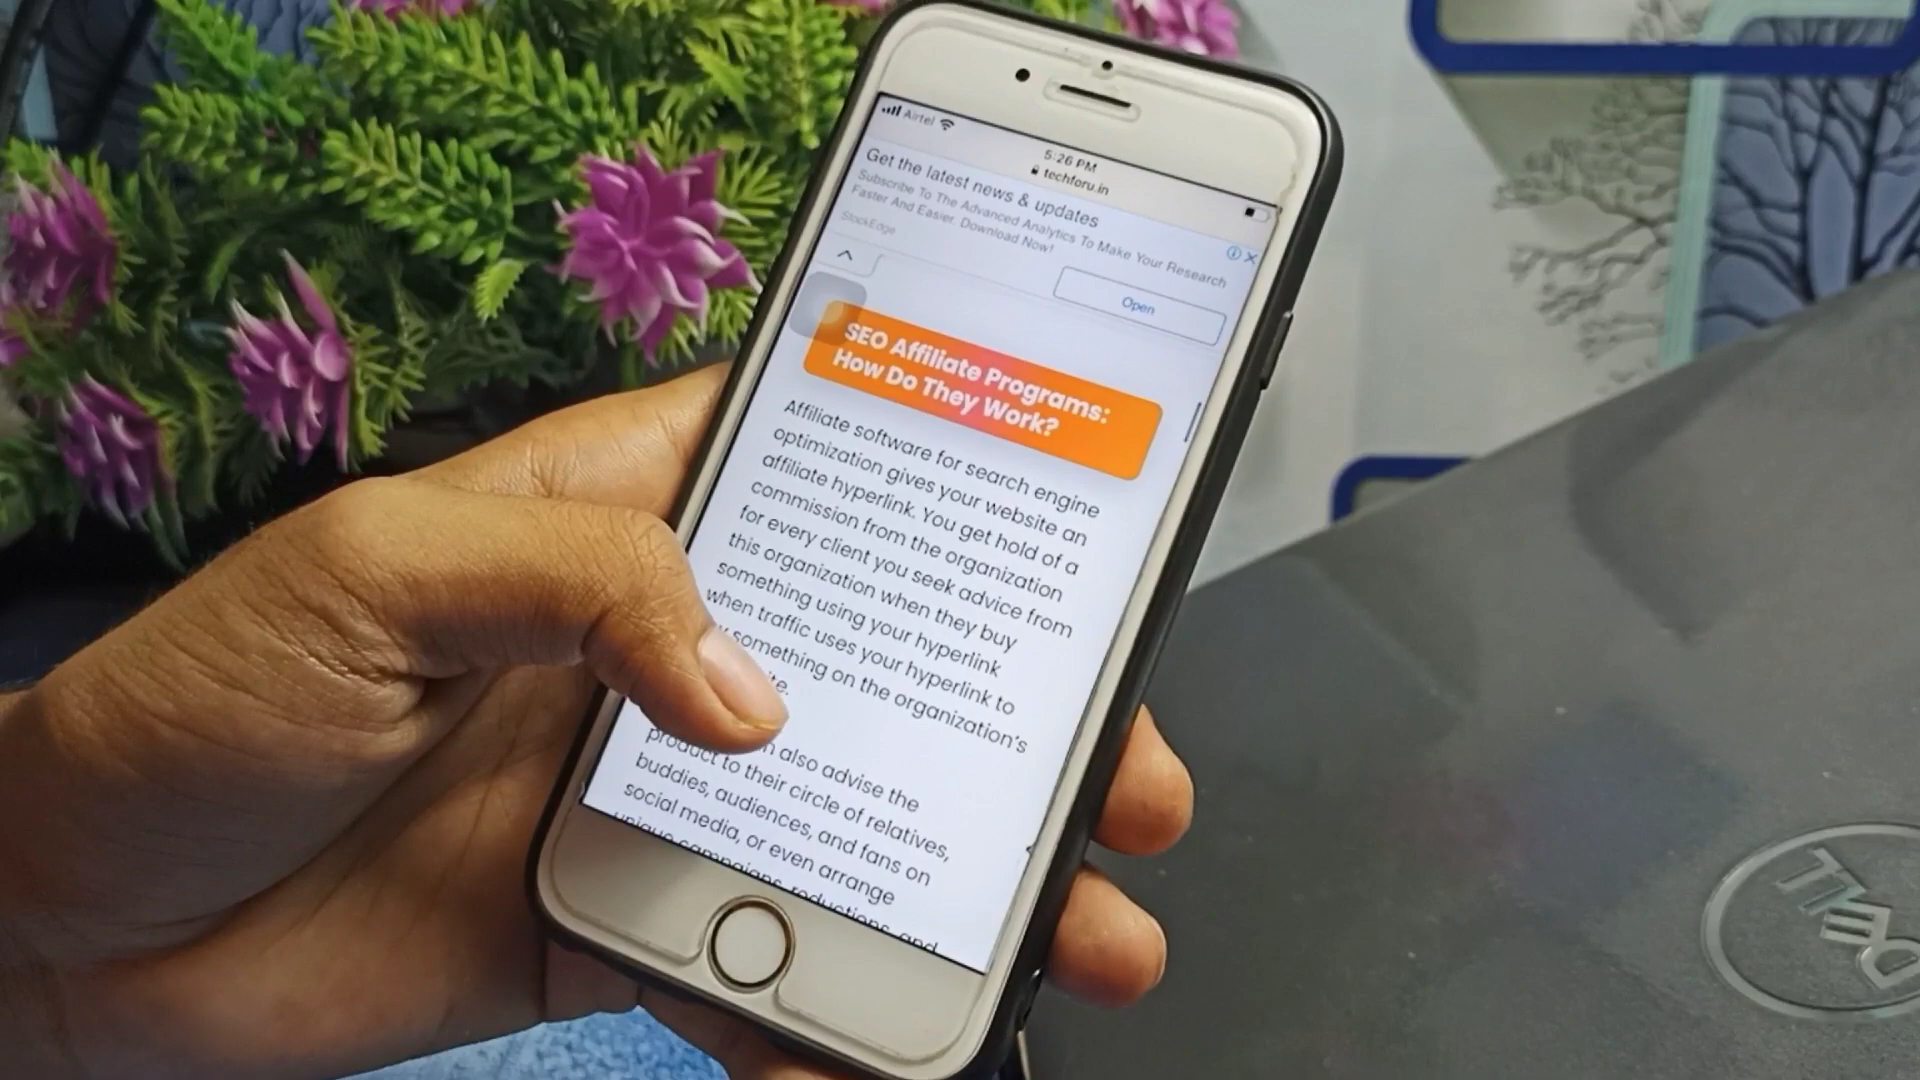 Airtel
5:26 PM
techforu.in
Get the latest news & updates
Subscribe To The Advanced Analytics To Make Your Research
Faster And Easier. Download Now!
StockEdge
Open
SEO Affiliate Programs:
How Do They Work?
Affiliate software for search engine
optimization gives your website an
affiliate hyperlink. You get hold of a
commission from the organization
for every client you seek advice from
this organization when they buy
something using your hyperlink
when traffic uses your hyperlink to
something on the organization's
also advise the
product to their circle of relatives,
buddies, audiences, and fans on
social media, or even arrange
unique campaigns, reductions, and
DELL